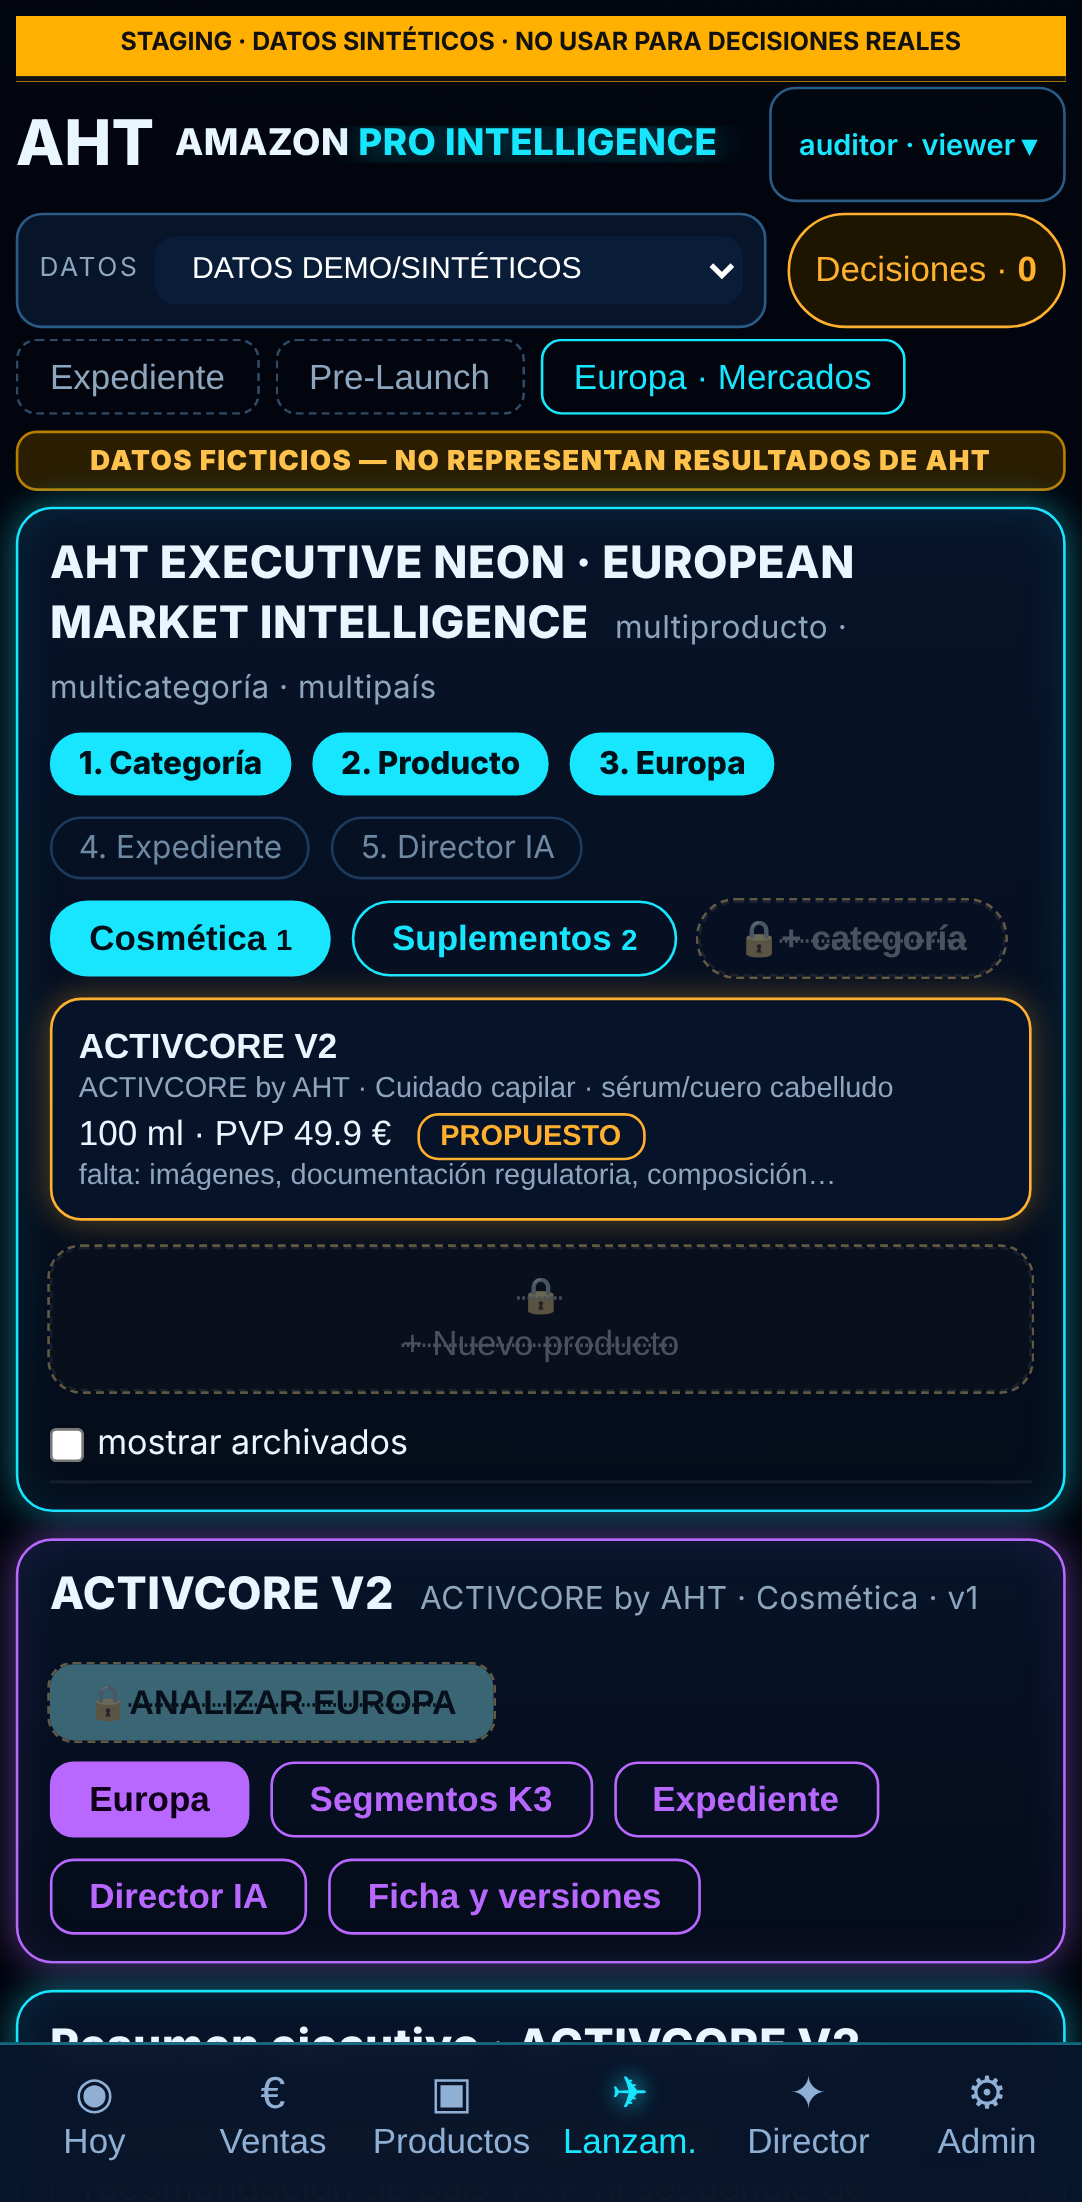 STAGING · DATOS SINTÉTICOS · NO USAR PARA DECISIONES REALES
AHT AMAZON PRO INTELLIGENCE
auditor · viewer ▾
DATOS DATOS DEMO/SINTÉTICOS
Decisiones · 0
Expediente Pre-Launch Europa · Mercados
DATOS FICTICIOS — NO REPRESENTAN RESULTADOS DE AHT
AHT EXECUTIVE NEON · EUROPEAN
MARKET INTELLIGENCE multiproducto ·
multicategoría · multipaís
1. Categoría 2. Producto 3. Europa
4. Expediente 5. Director IA
Cosmética 1 Suplementos 2 🔒+ categoría
ACTIVCORE V2
ACTIVCORE by AHT · Cuidado capilar · sérum/cuero cabelludo
100 ml · PVP 49.9 € PROPUESTO
falta: imágenes, documentación regulatoria, composición…
🔒
+ Nuevo producto
mostrar archivados
ACTIVCORE V2 ACTIVCORE by AHT · Cosmética · v1
🔒ANALIZAR EUROPA
Europa Segmentos K3 Expediente
Director IA Ficha y versiones
Resumen ejecutivo · ACTIVCORE V2
Hoy Ventas Productos Lanzam. Director Admin